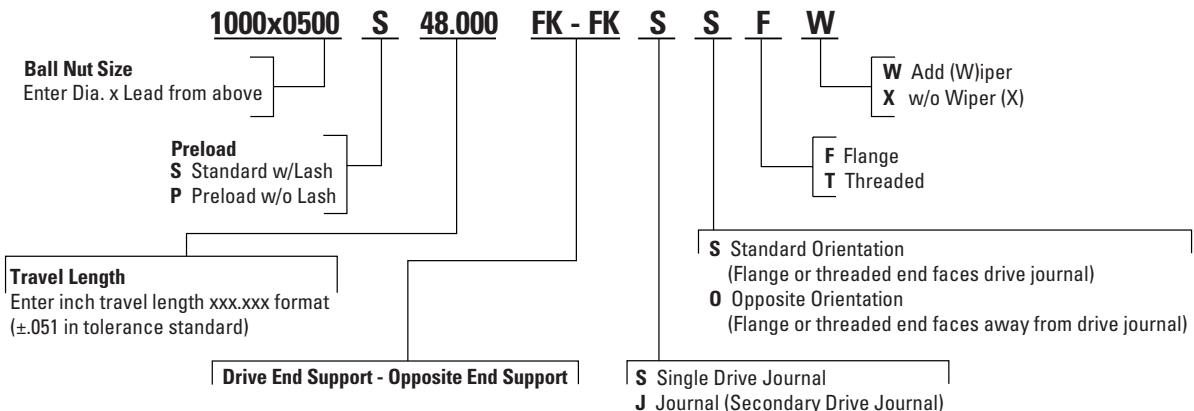 1000x0500 S 48.000 FK - FK S S F W
Ball Nut Size
Enter Dia. x Lead from above
W Add (W)iper
X w/o Wiper (X)
Preload
S Standard w/Lash
P Preload w/o Lash
F Flange
T Threaded
Travel Length
Enter inch travel length xxx.xxx format
(±.051 in tolerance standard)
S Standard Orientation
(Flange or threaded end faces drive journal)
O Opposite Orientation
(Flange or threaded end faces away from drive journal)
Drive End Support - Opposite End Support
S Single Drive Journal
J Journal (Secondary Drive Journal)